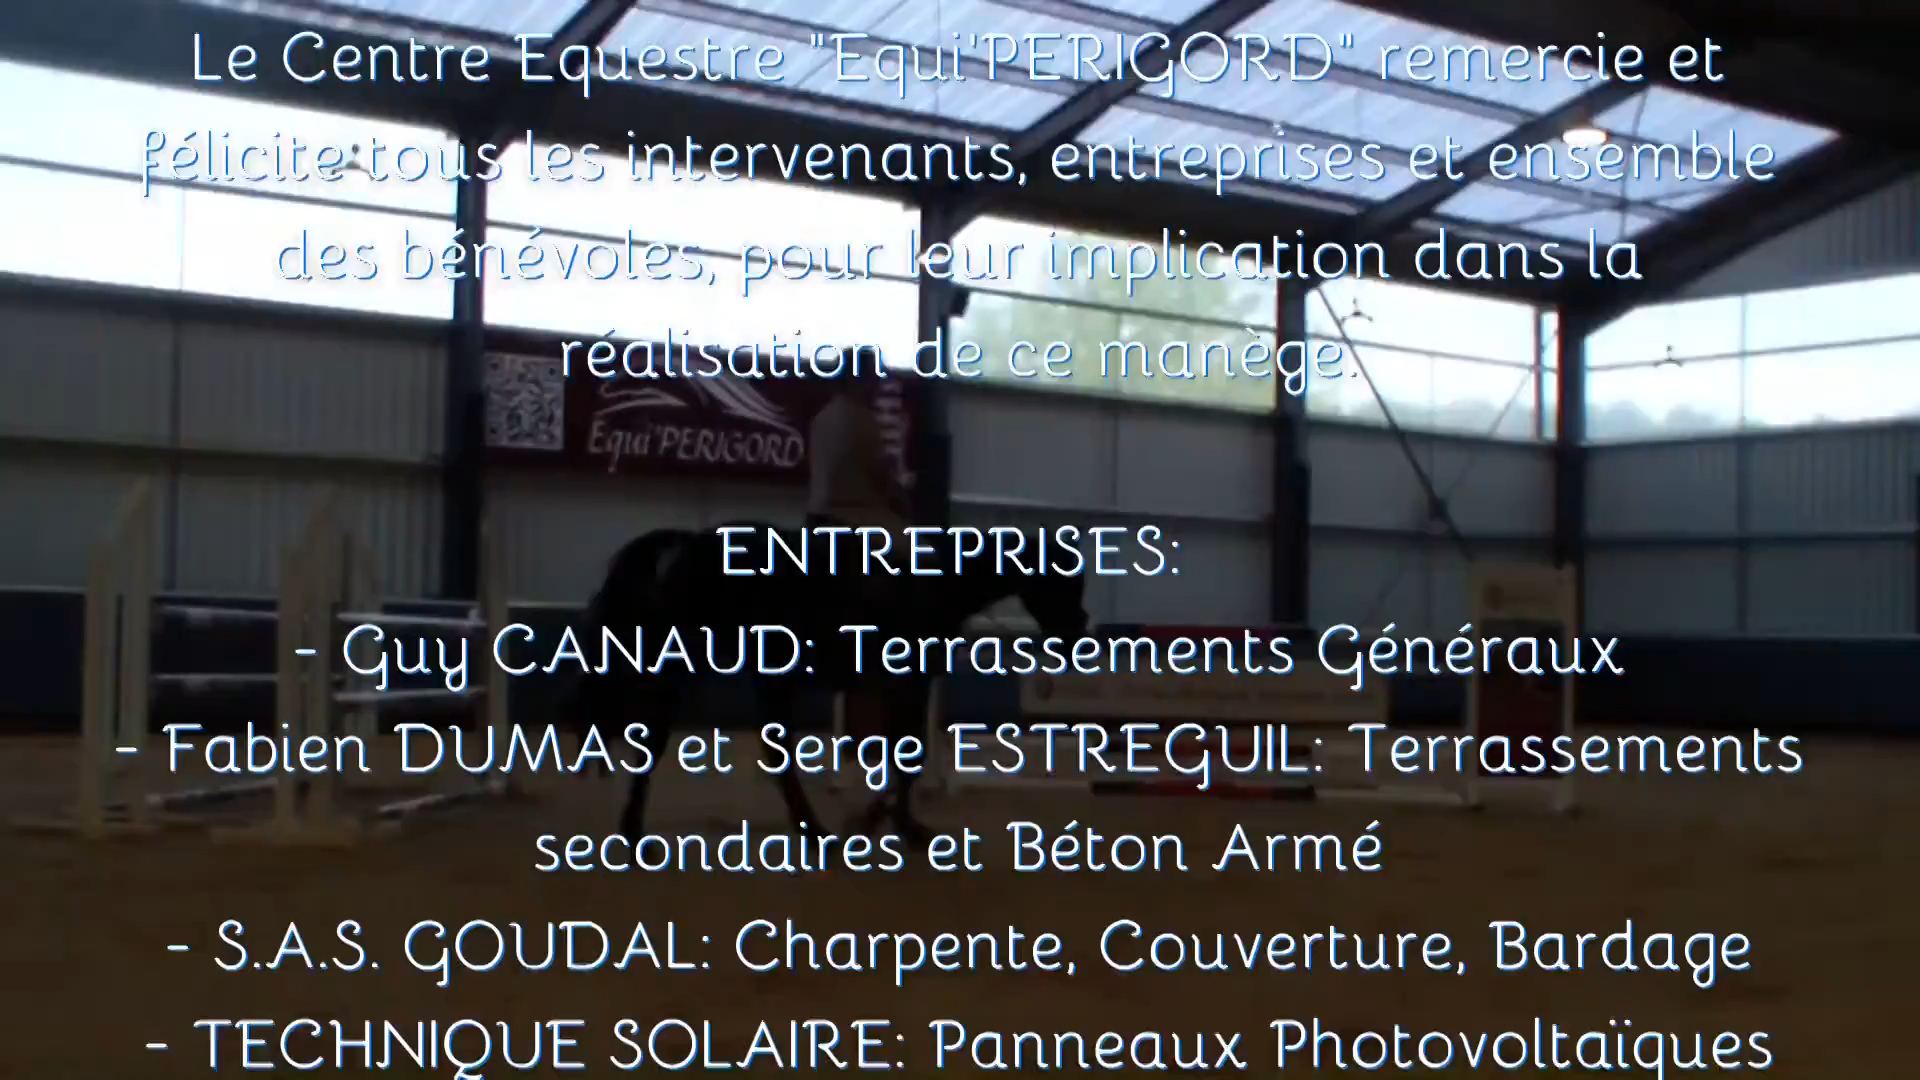 Le Centre Equestre "Equi'PERIGORD" remercie et
félicite tous les intervenants, entreprises et ensemble
des bénévoles, pour leur implication dans la
réalisation de ce manège.
Equi'PERIGORD
ENTREPRISES:
- Guy CANAUD: Terrassements Généraux
- Fabien DUMAS et Serge ESTREGUIL: Terrassements
secondaires et Béton Armé
- S.A.S. GOUDAL: Charpente, Couverture, Bardage
- TECHNIQUE SOLAIRE: Panneaux Photovoltaïques